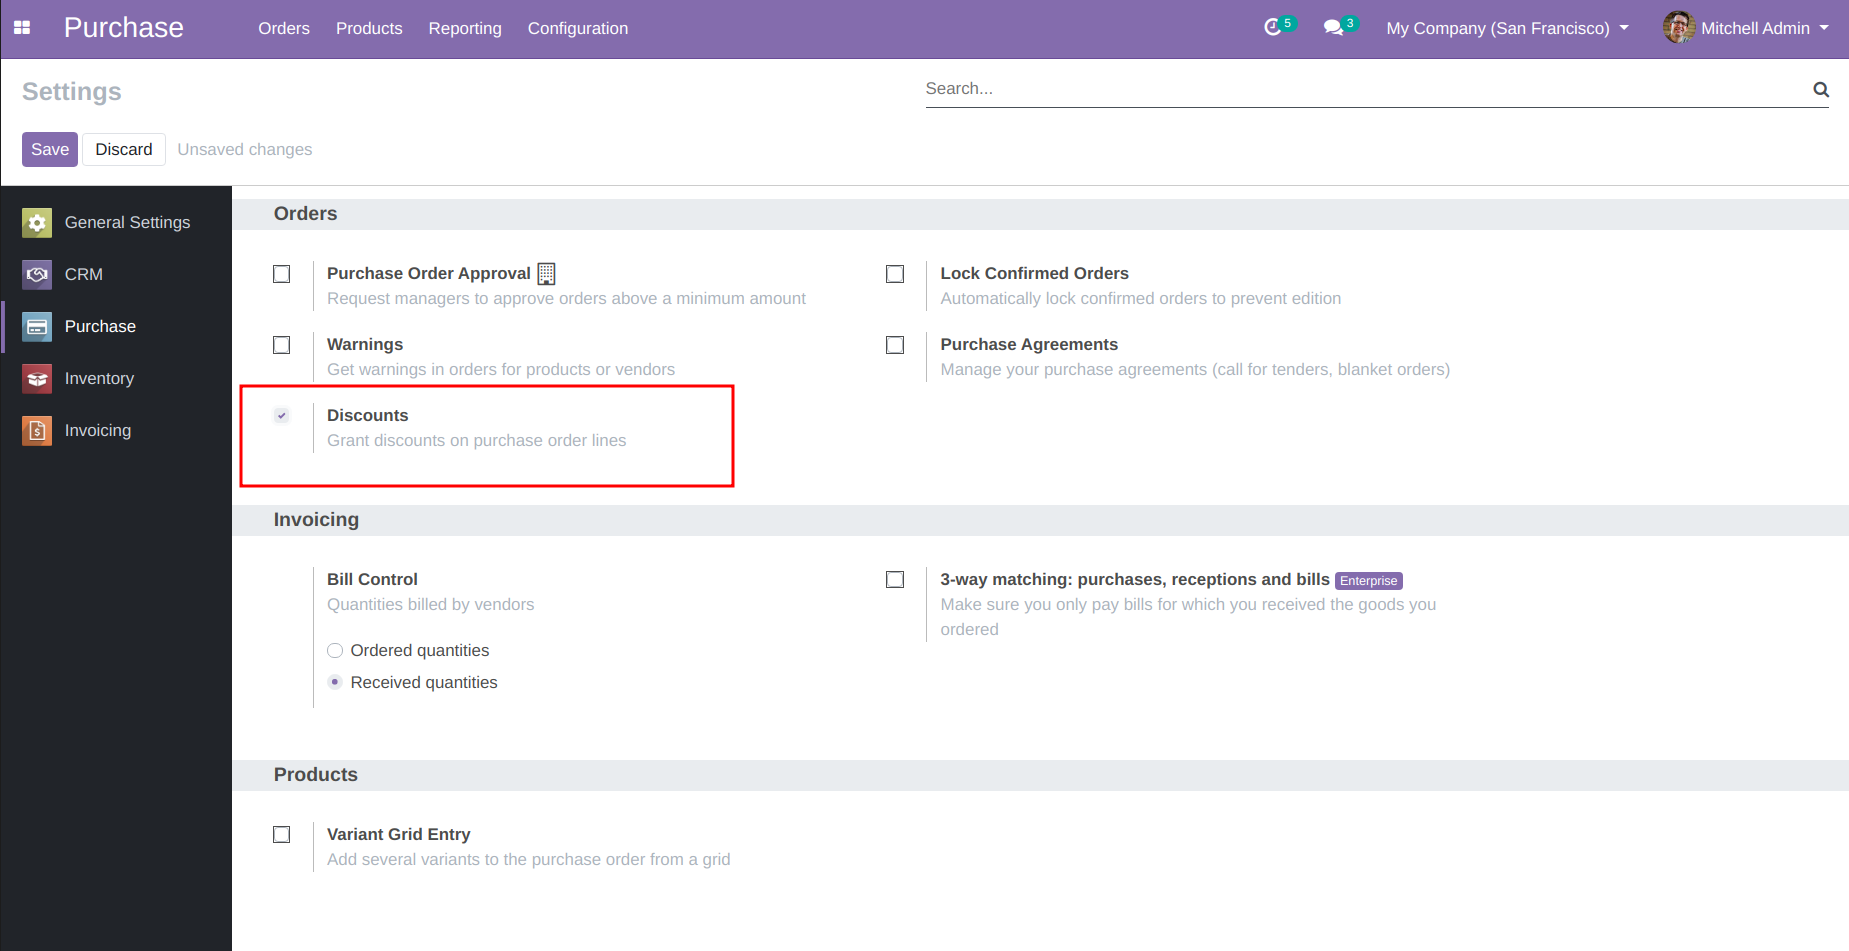 Purchase
Orders
Products
Reporting
Configuration
5
3
My Company (San Francisco)
Mitchell Admin
Settings
Search...
Save
Discard
Unsaved changes
General Settings
CRM
Purchase
Inventory
Invoicing
Orders
Purchase Order Approval
Request managers to approve orders above a minimum amount
Lock Confirmed Orders
Automatically lock confirmed orders to prevent edition
Warnings
Get warnings in orders for products or vendors
Purchase Agreements
Manage your purchase agreements (call for tenders, blanket orders)
Discounts
Grant discounts on purchase order lines
Invoicing
Bill Control
Quantities billed by vendors
Ordered quantities
Received quantities
3-way matching: purchases, receptions and bills Enterprise
Make sure you only pay bills for which you received the goods you
ordered
Products
Variant Grid Entry
Add several variants to the purchase order from a grid